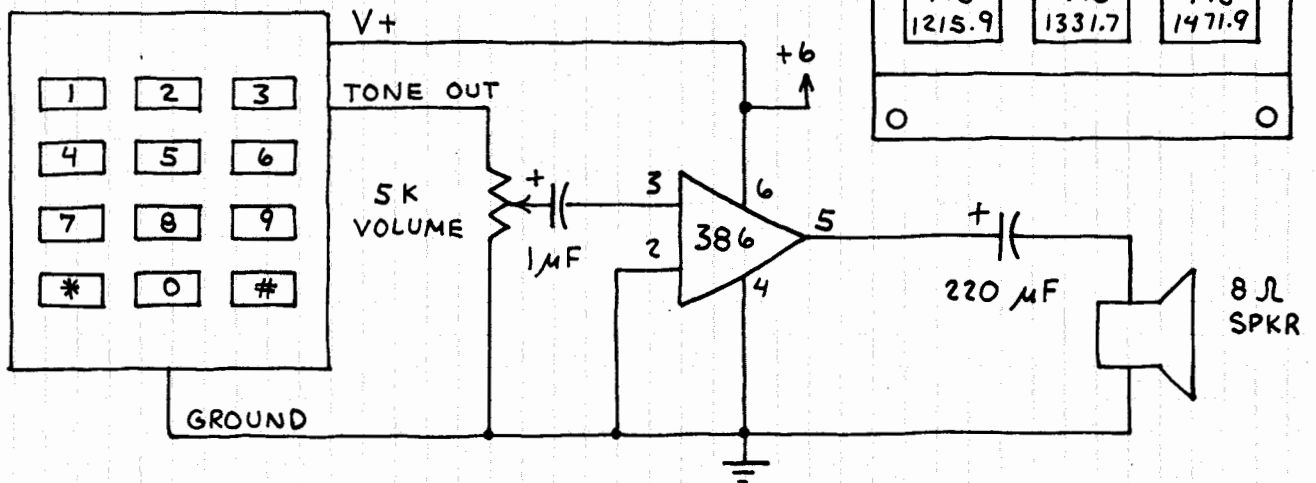 V+
1215.9 1331.7 1471.9
+6
1 2 3
TONE OUT
4 5 6
5K
VOLUME
+
3
6
7 8 9
1µF
2
386
4
5
+
220 µF
8Ω
SPKR
* 0 #
GROUND